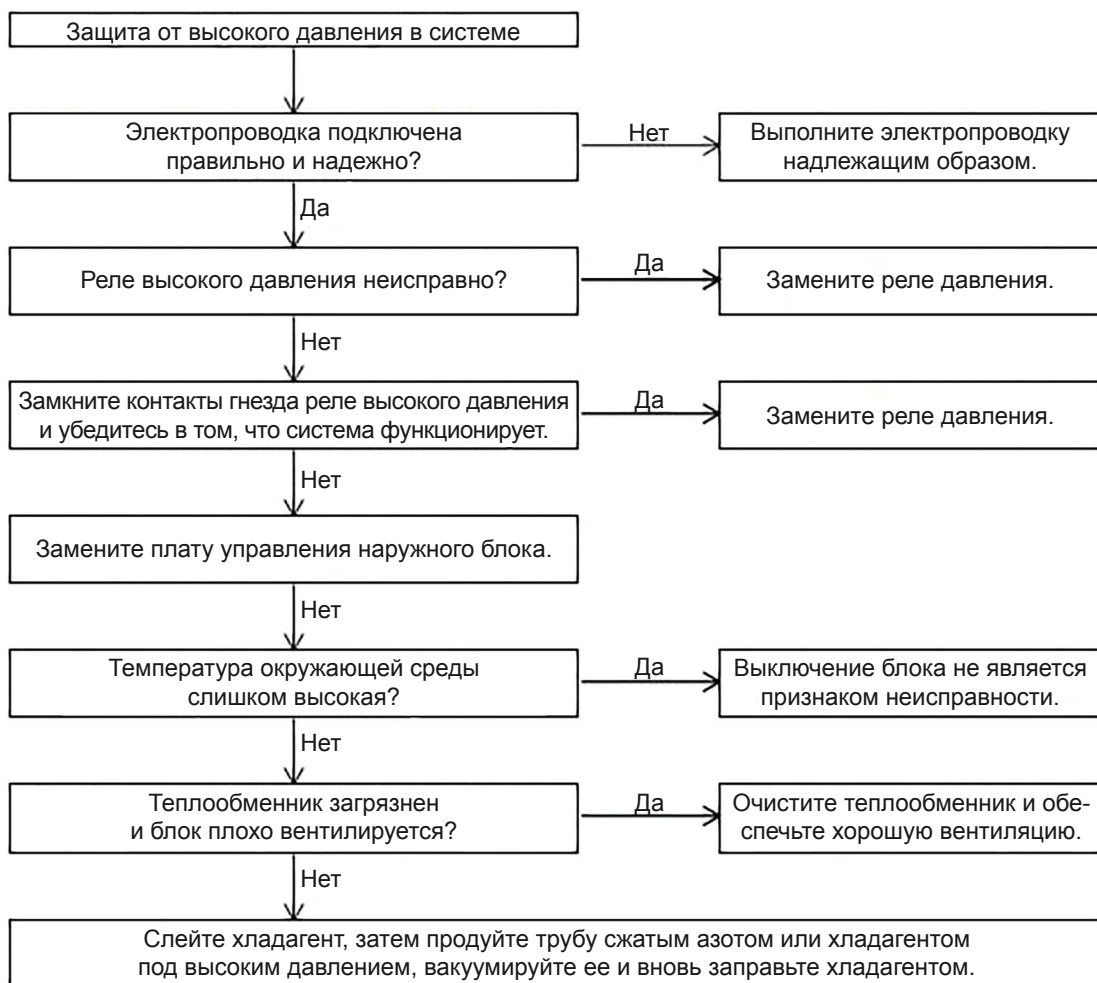 Защита от высокого давления в системе
Электропроводка подключена
правильно и надежно?
Нет
Выполните электропроводку
надлежащим образом.
Да
Реле высокого давления неисправно?
Да
Замените реле давления.
Нет
Замкните контакты гнезда реле высокого давления
и убедитесь в том, что система функционирует.
Да
Замените реле давления.
Нет
Замените плату управления наружного блока.
Нет
Температура окружающей среды
слишком высокая?
Да
Выключение блока не является
признаком неисправности.
Нет
Теплообменник загрязнен
и блок плохо вентилируется?
Да
Очистите теплообменник и обе-
спечьте хорошую вентиляцию.
Нет
Слейте хладагент, затем продуйте трубу сжатым азотом или хладагентом
под высоким давлением, вакуумируйте ее и вновь заправьте хладагентом.